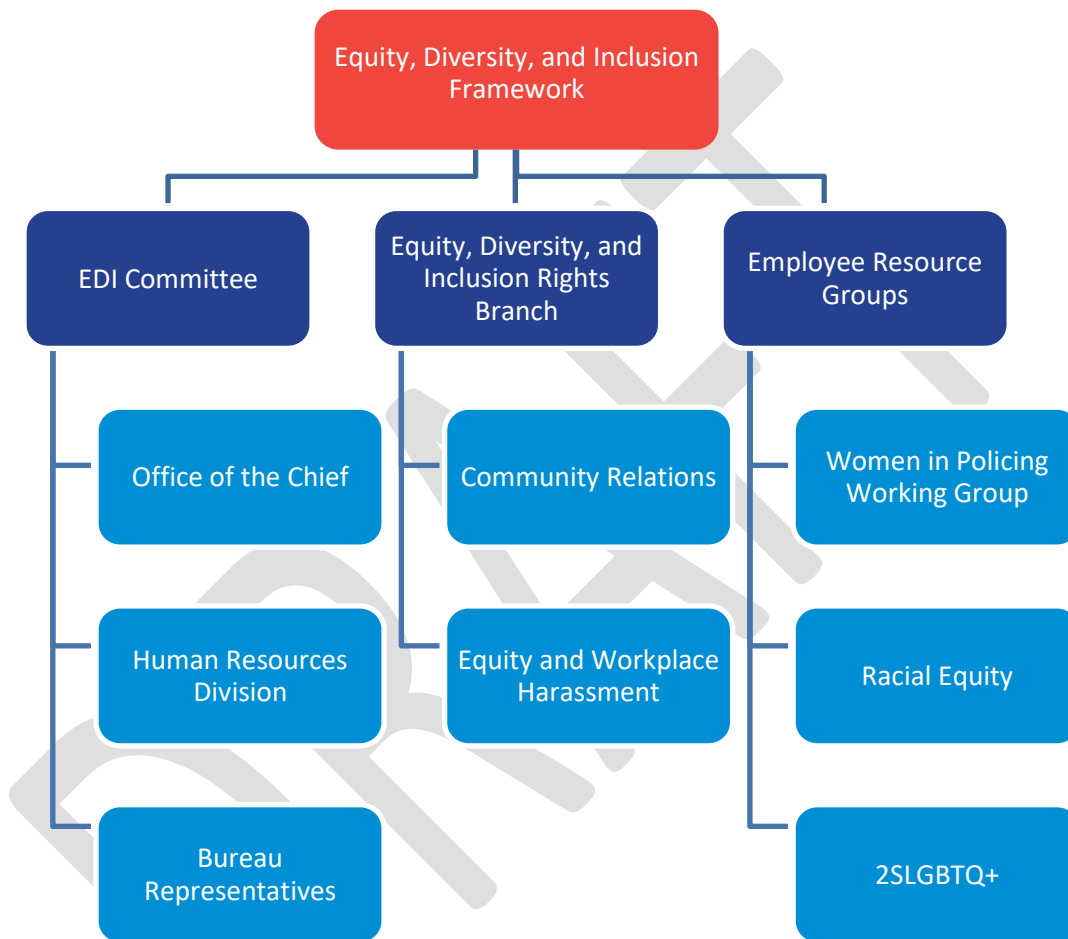 Equity, Diversity, and Inclusion
Framework
EDI Committee
Equity, Diversity, and
Inclusion Rights
Branch
Employee Resource
Groups
Office of the Chief
Community Relations
Women in Policing
Working Group
Human Resources
Division
Equity and Workplace
Harassment
Racial Equity
Bureau
Representatives
2SLGBTQ+
DRAFT